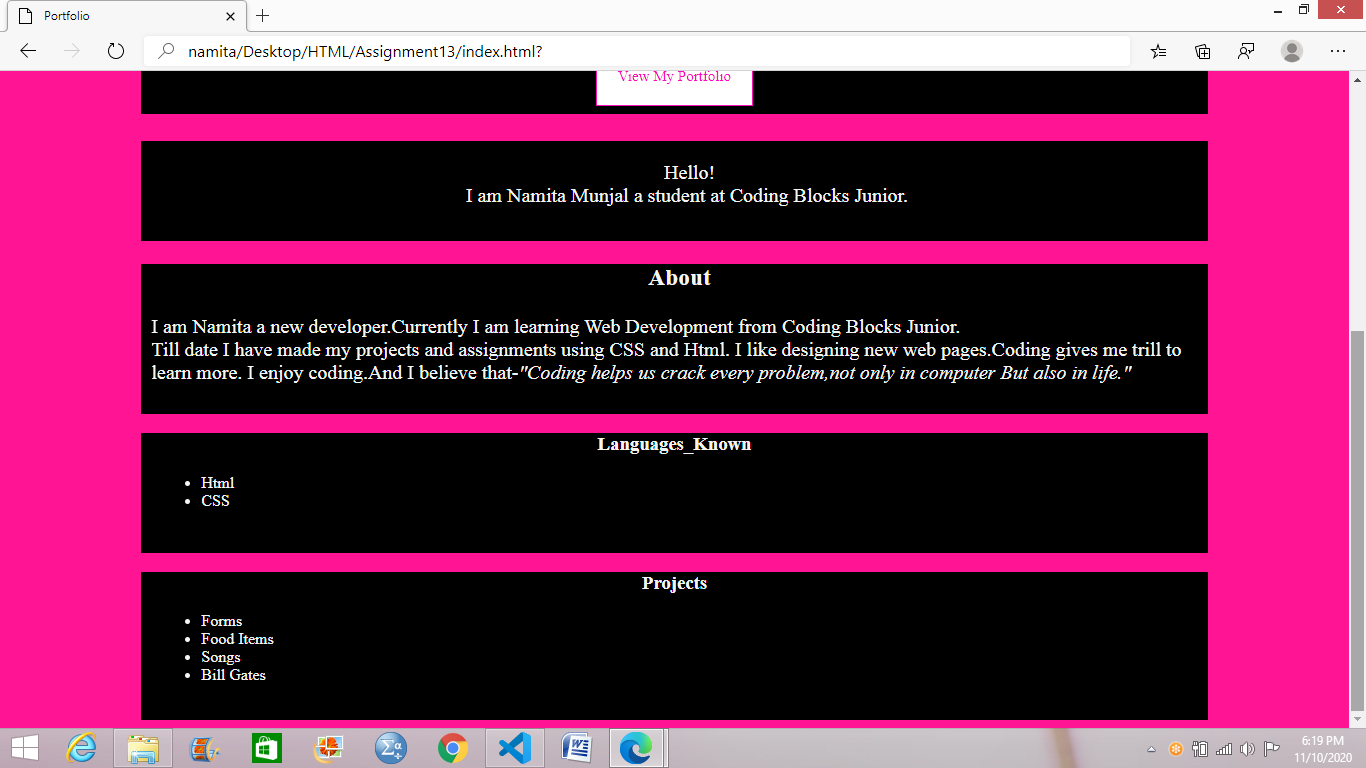 Portfolio
namita/Desktop/HTML/Assignment13/index.html?
View My Portfolio
Hello!
I am Namita Munjal a student at Coding Blocks Junior.
About
I am Namita a new developer.Currently I am learning Web Development from Coding Blocks Junior.
Till date I have made my projects and assignments using CSS and Html. I like designing new web pages.Coding gives me trill to
learn more. I enjoy coding.And I believe that-"Coding helps us crack every problem,not only in computer But also in life."
Languages_Known
Html
CSS
Projects
Forms
Food Items
Songs
Bill Gates
6:19 PM
11/10/2020